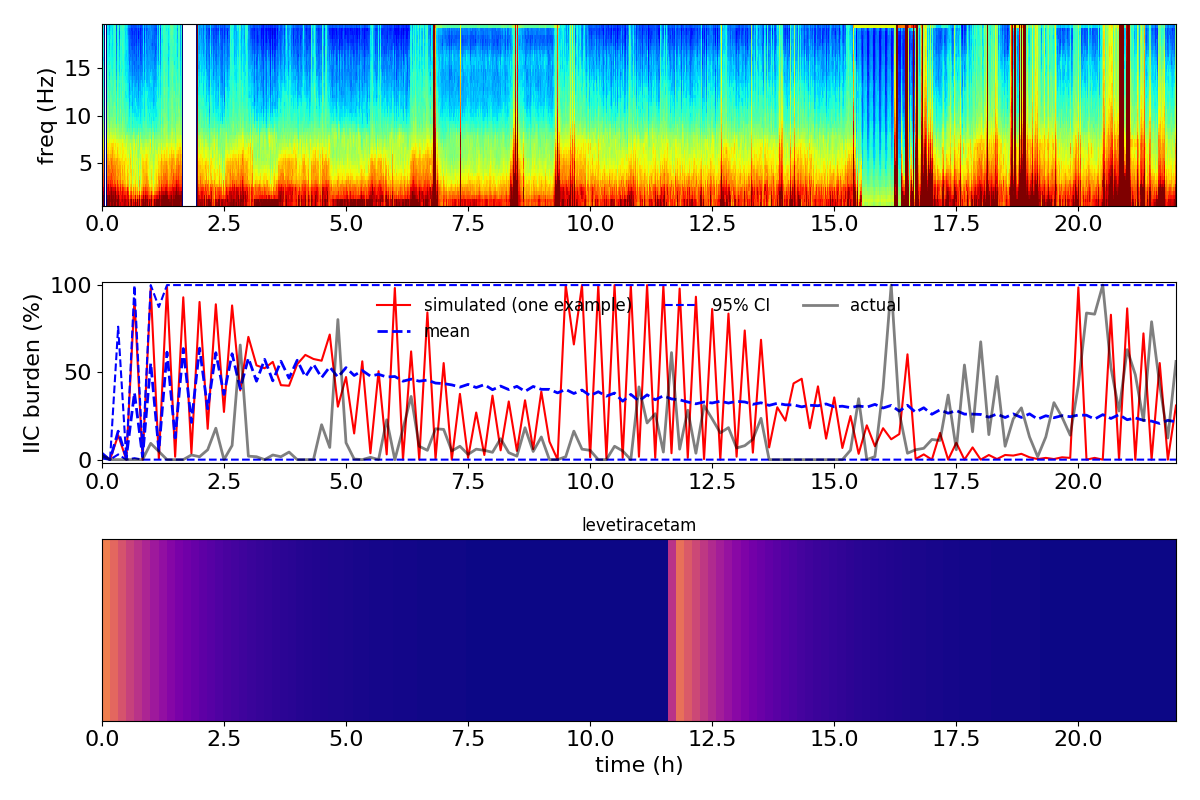 freq (Hz)
15
10
5
0.0 2.5 5.0 7.5 10.0 12.5 15.0 17.5 20.0
IIC burden (%)
100
50
0
simulated (one example) 95% CI actual
mean
0.0 2.5 5.0 7.5 10.0 12.5 15.0 17.5 20.0
levetiracetam
0.0 2.5 5.0 7.5 10.0 12.5 15.0 17.5 20.0
time (h)